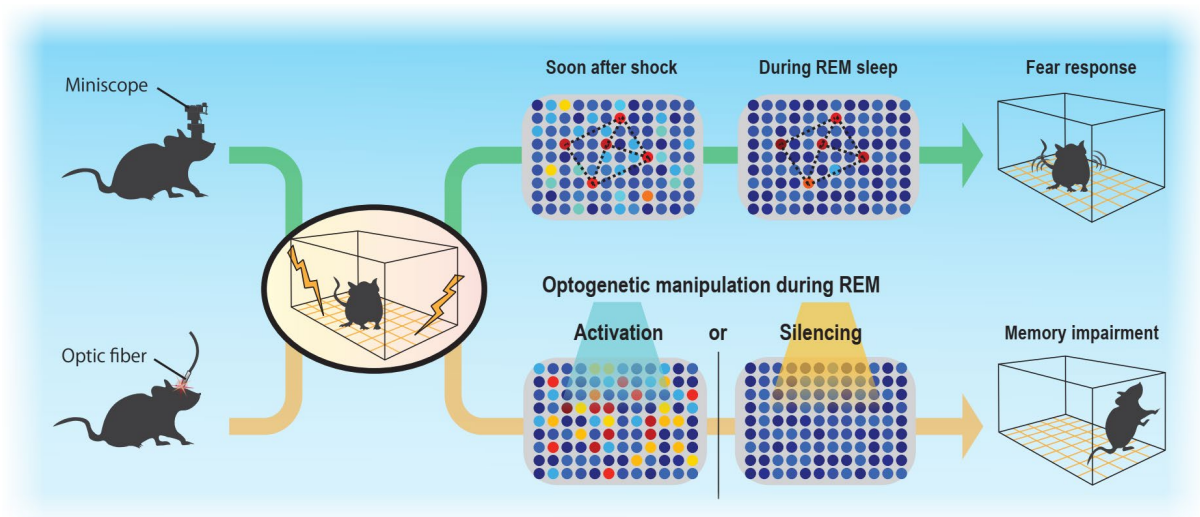 Miniscope
Soon after shock
During REM sleep
Fear response
Optogenetic manipulation during REM
Activation or Silencing
Optic fiber
Memory impairment